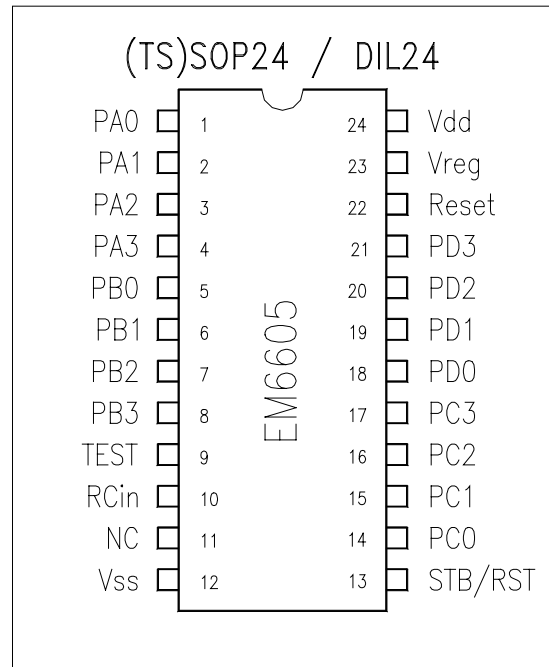 (TS)SOP24 / DIL24
PA0 1 24 Vdd
PA1 2 23 Vreg
PA2 3 22 Reset
PA3 4 21 PD3
PB0 5 20 PD2
PB1 6 19 PD1
PB2 7 18 PD0
PB3 8 17 PC3
TEST 9 16 PC2
RCin 10 15 PC1
NC 11 14 PC0
Vss 12 13 STB/RST
EM6605